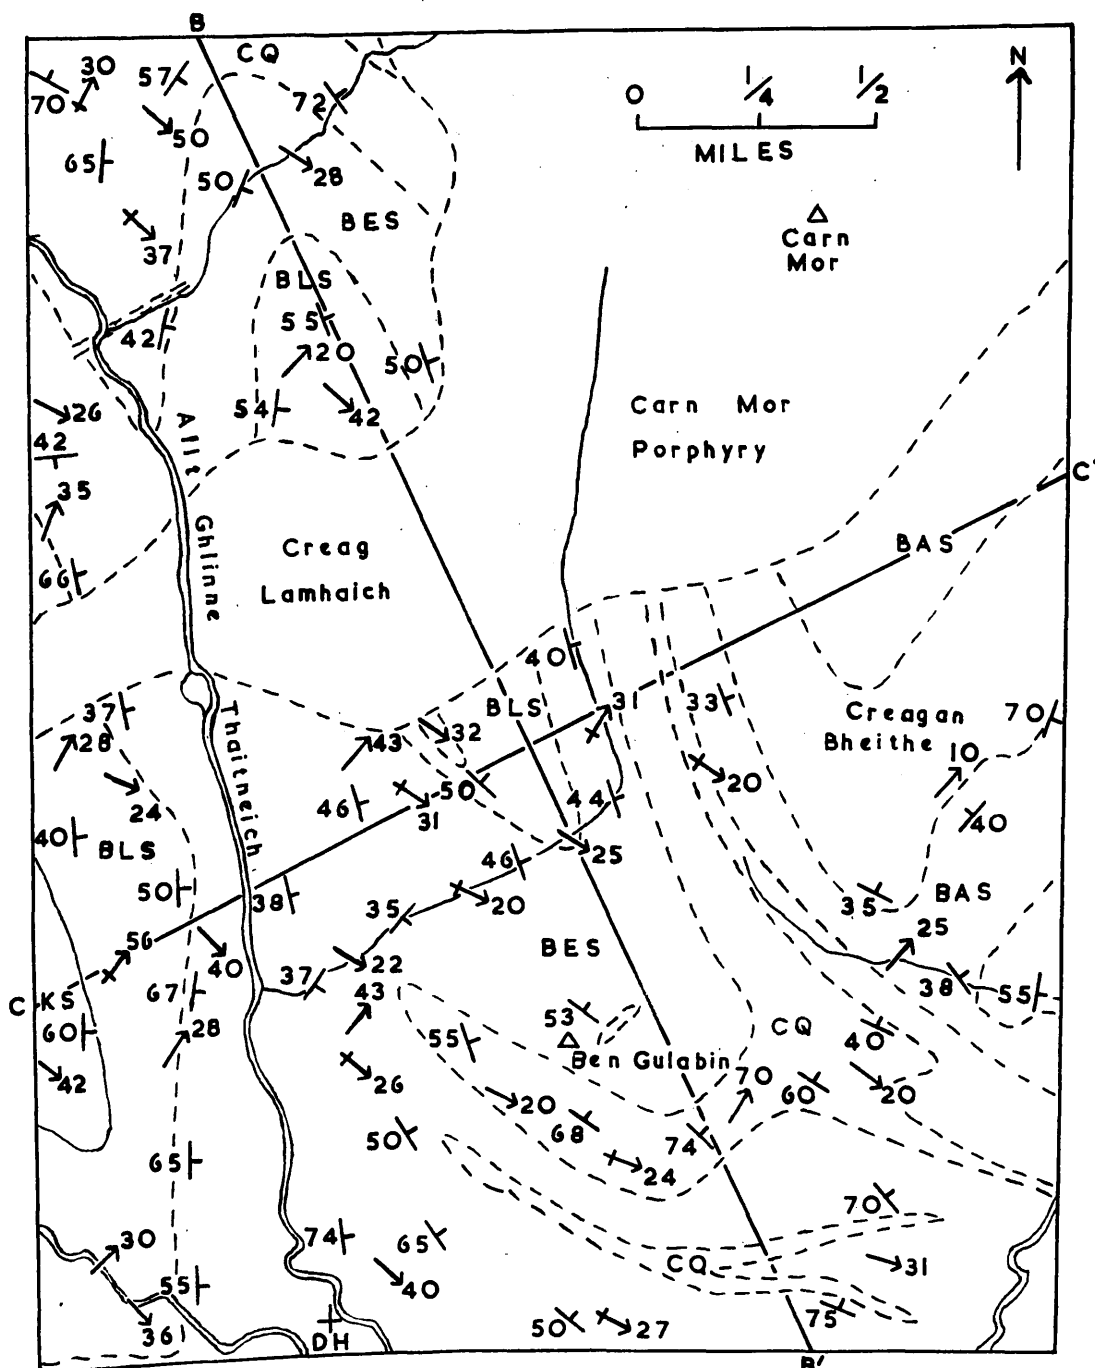 B
CQ
N
30
57
70
72
0
1/4
1/2
MILES
50
65
50
28
BES
Carn
Mor
37
BLS
55
42
20
50
26
54
42
Carn Mor
Porphyry
42
35
Allt
C'
Ghlinne
Creag
Lamhaich
BAS
66
40
BLS
31
33
37
28
Thaitneich
43
32
Creagan
Bheithe
70
10
20
24
46
50
44
31
40
40
BLS
25
46
50
38
20
35
BAS
35
25
56
BES
40
22
37
38
C
KS
67
43
53
55
60
28
55
CQ
40
Ben Gulabin
42
26
70
20
60
20
68
50
74
24
65
70
30
74
65
CQ
31
55
40
36
DH
50
27
75
B'